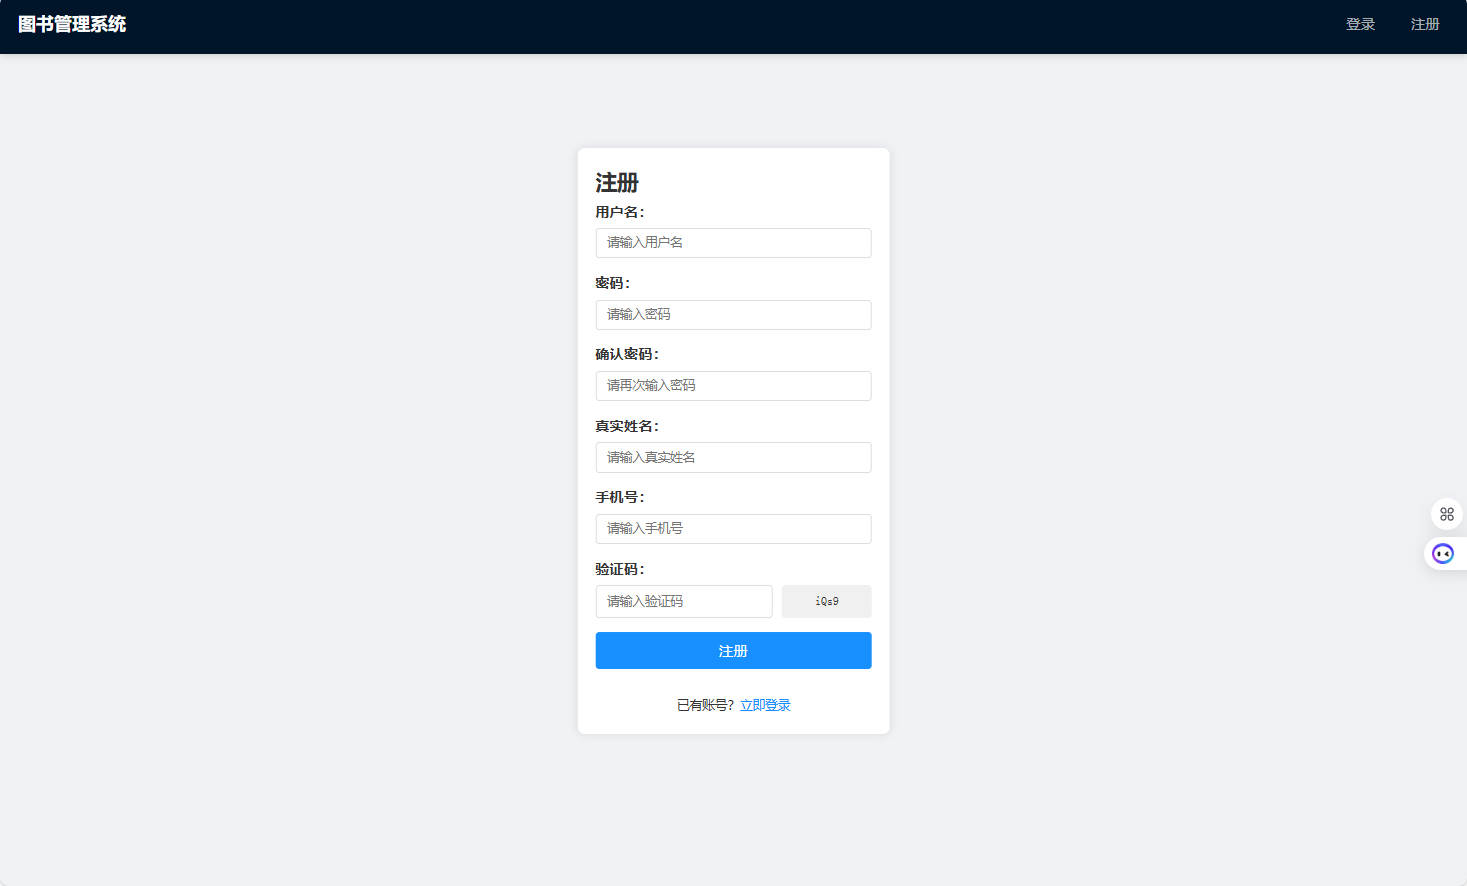 图书管理系统
登录 注册
注册
用户名：
请输入用户名
密码：
请输入密码
确认密码：
请再次输入密码
真实姓名：
请输入真实姓名
手机号：
请输入手机号
验证码：
请输入验证码 iQs9
注册
已有账号？立即登录